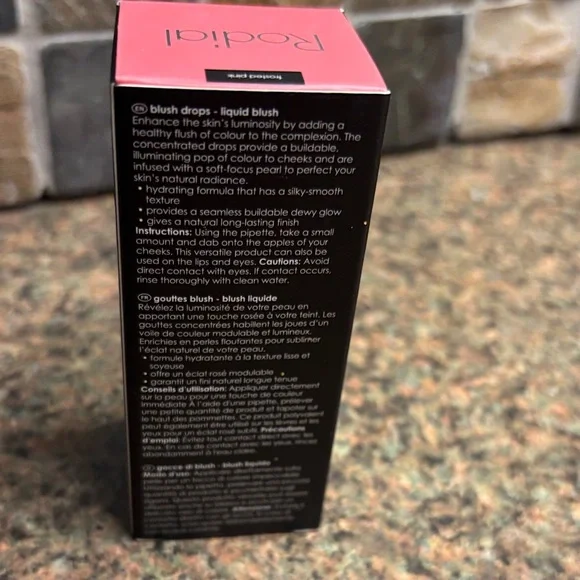 Rodial
frosted pink
EN blush drops - liquid blush
Enhance the skin's luminosity by adding a
healthy flush of colour to the complexion. The
concentrated drops provide a buildable,
illuminating pop of colour to cheeks and are
infused with a soft-focus pearl to perfect your
skin's natural radiance.
• hydrating formula that has a silky-smooth
texture
• provides a seamless buildable dewy glow
• gives a natural long-lasting finish
Instructions: Using the pipette, take a small
amount and dab onto the apples of your
cheeks. This versatile product can also be
used on the lips and eyes. Cautions: Avoid
direct contact with eyes. If contact occurs,
rinse thoroughly with clean water.
FR gouttes blush - blush liquide
Révélez la luminosité de votre peau en
apportant une touche rosée à votre teint. Les
gouttes concentrées habillent les joues d'un
voile de couleur modulable et lumineux.
Enrichies en perles floutantes pour sublimer
l'éclat naturel de votre peau.
• formule hydratante à la texture lisse et
soyeuse
• offre un éclat rosé modulable
• garantit un fini naturel longue tenue
Conseils d'utilisation: Appliquer directement
sur la peau pour une touche de couleur
immédiate À l'aide d'une pipette, prélever
une petite quantité de produit et tapoter sur
le haut des pommettes. Ce produit polyvalent
peut également être utilisé sur les lèvres et les
yeux pour un éclat rosé subtil. Précautions
d'emploi: Évitez tout contact direct avec les
yeux. En cas de contact avec les yeux, rincez
abondamment à l'eau claire.
gocce di blush - blush liquido
Modo d'uso: